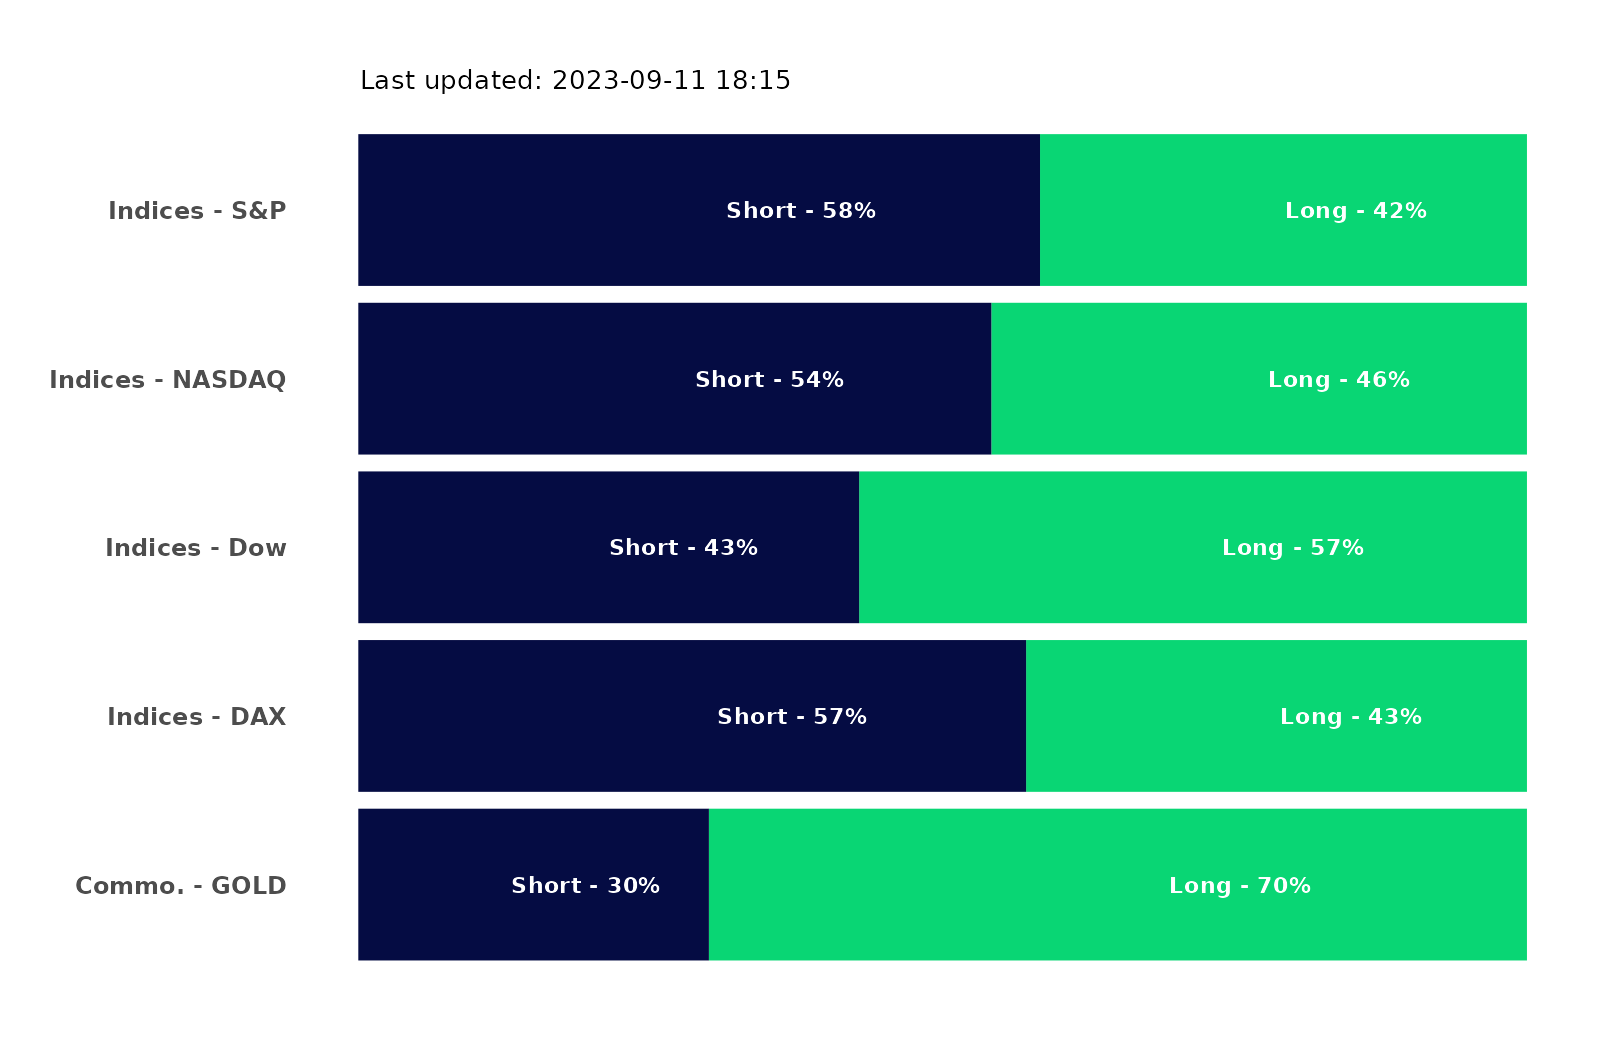 Last updated: 2023-09-11 18:15
Indices - S&P Short - 58% Long - 42%
Indices - NASDAQ Short - 54% Long - 46%
Indices - Dow Short - 43% Long - 57%
Indices - DAX Short - 57% Long - 43%
Commo. - GOLD Short - 30% Long - 70%